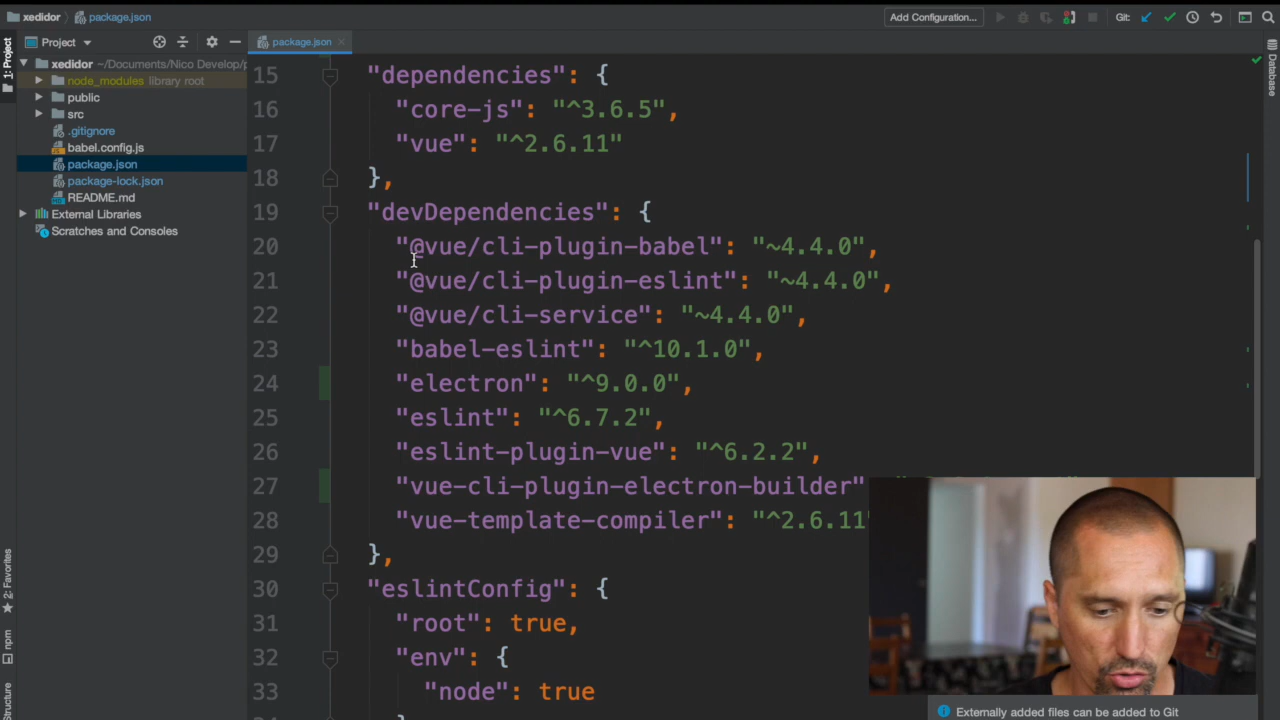 xedidor
package.json
Add Configuration...
Git:
Project
package.json
1: Project
Database
xedidor ~/Documents/Nico Develop/p
node_modules library root
public
src
.gitignore
babel.config.js
package.json
package-lock.json
README.md
External Libraries
Scratches and Consoles
15 "dependencies": {
16 "core-js": "^3.6.5",
17 "vue": "^2.6.11"
18 },
19 "devDependencies": {
20 "@vue/cli-plugin-babel": "~4.4.0",
21 "@vue/cli-plugin-eslint": "~4.4.0",
22 "@vue/cli-service": "~4.4.0",
23 "babel-eslint": "^10.1.0",
24 "electron": "^9.0.0",
25 "eslint": "^6.7.2",
26 "eslint-plugin-vue": "^6.2.2",
27 "vue-cli-plugin-electron-builder"
28 "vue-template-compiler": "^2.6.11"
29 },
30 "eslintConfig": {
31 "root": true,
32 "env": {
33 "node": true
2: Favorites
npm
Structure
Externally added files can be added to Git